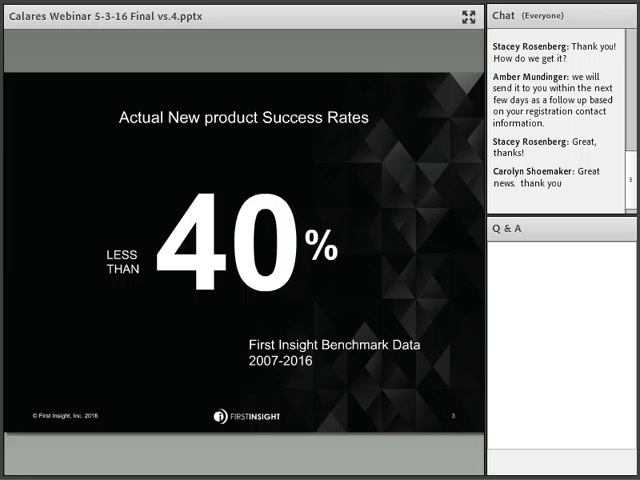 Calares Webinar 5-3-16 Final vs.4.pptx
Actual New product Success Rates
LESS
THAN
40%
First Insight Benchmark Data
2007-2016
© First Insight, Inc. 2016
FIRSTINSIGHT
3
Chat (Everyone)
Stacey Rosenberg: Thank you!
How do we get it?
Amber Mundinger: we will
send it to you within the next
few days as a follow up based
on your registration contact
information.
Stacey Rosenberg: Great,
thanks!
Carolyn Shoemaker: Great
news. thank you
Q & A